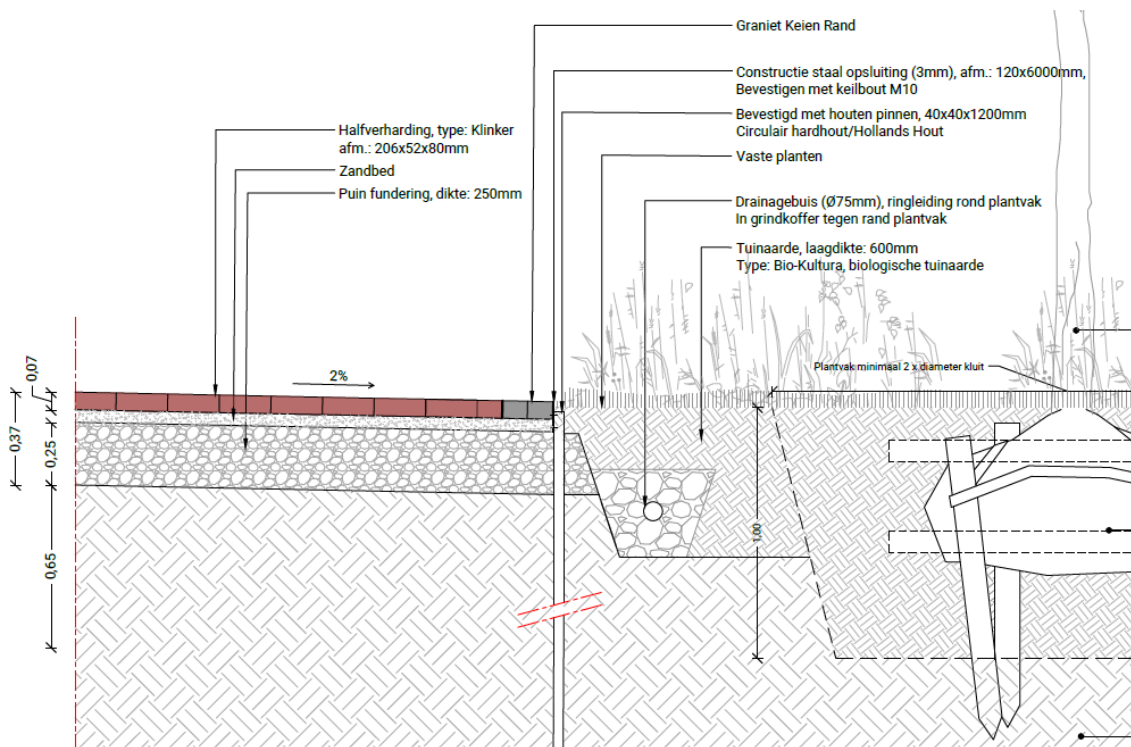 Graniet Keien Rand
Constructie staal opsluiting (3mm), afm.: 120x6000mm,
Bevestigen met keilbout M10
Bevestigd met houten pinnen, 40x40x1200mm
Circulair hardhout/Hollands Hout
Vaste planten
Drainagebuis (Ø75mm), ringleiding rond plantvak
In grindkoffer tegen rand plantvak
Tuinaarde, laagdikte: 600mm
Type: Bio-Kultura, biologische tuinaarde
Halfverharding, type: Klinker
afm.: 206x52x80mm
Zandbed
Puin fundering, dikte: 250mm
Plantvak minimaal 2 x diameter kluit
2%
0,07
0,37
0,25
0,65
1,00